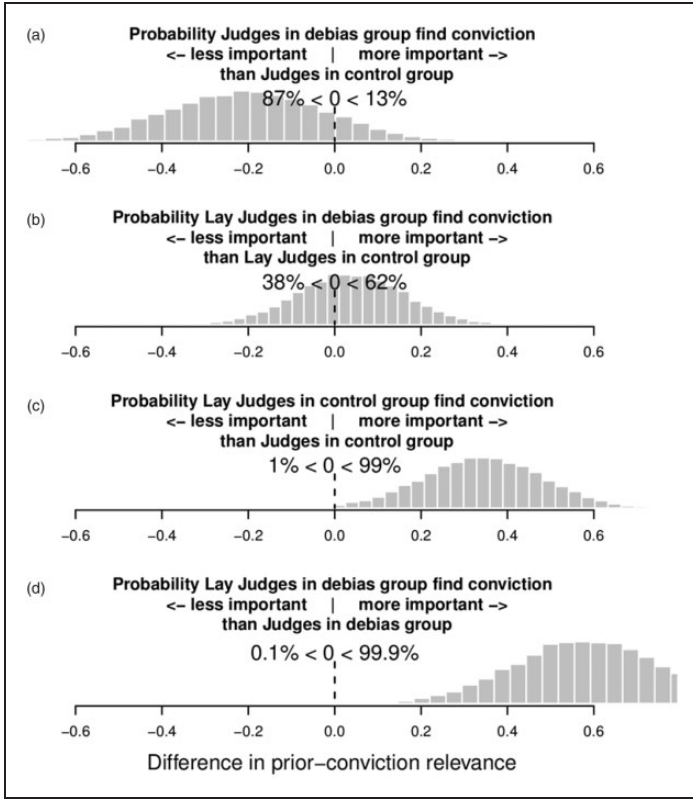 (a)
Probability Judges in debias group find conviction
<− less important | more important −>
than Judges in control group
87% < 0 < 13%
−0.6 −0.4 −0.2 0.0 0.2 0.4 0.6
(b)
Probability Lay Judges in debias group find conviction
<− less important | more important −>
than Lay Judges in control group
38% < 0 < 62%
−0.6 −0.4 −0.2 0.0 0.2 0.4 0.6
(c)
Probability Lay Judges in control group find conviction
<− less important | more important −>
than Judges in control group
1% < 0 < 99%
−0.6 −0.4 −0.2 0.0 0.2 0.4 0.6
(d)
Probability Lay Judges in debias group find conviction
<− less important | more important −>
than Judges in debias group
0.1% < 0 < 99.9%
−0.6 −0.4 −0.2 0.0 0.2 0.4 0.6
Difference in prior−conviction relevance